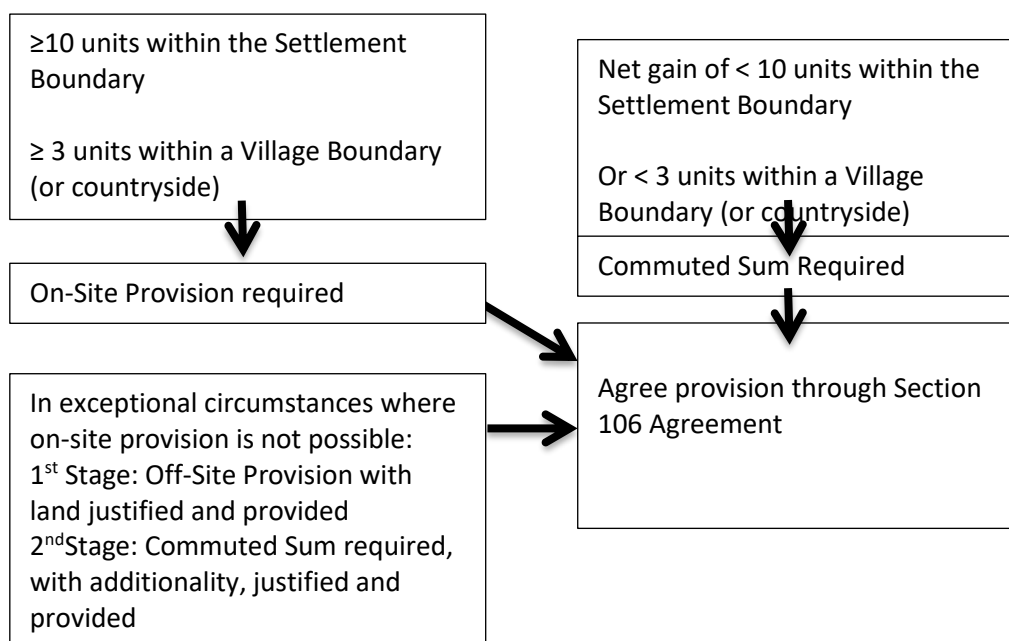 ≥10 units within the Settlement
Boundary
≥ 3 units within a Village Boundary
(or countryside)
On-Site Provision required
In exceptional circumstances where
on-site provision is not possible:
1st Stage: Off-Site Provision with
land justified and provided
2ndStage: Commuted Sum required,
with additionality, justified and
provided
Net gain of < 10 units within the
Settlement Boundary
Or < 3 units within a Village
Boundary (or countryside)
Commuted Sum Required
Agree provision through Section
106 Agreement